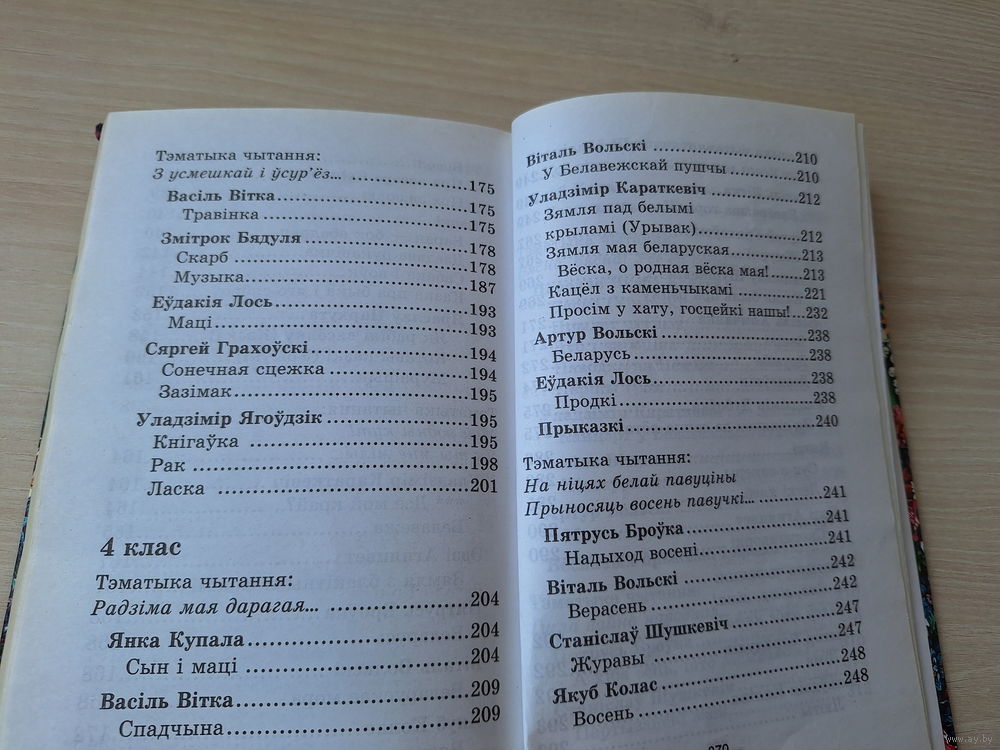 Тэматыка чытання:
З усмешкай і ўсур’ёз... ..........175
Васіль Вітка..........175
Травінка..........175
Змітрок Бядуля..........178
Скарб..........178
Музыка..........187
Еўдакія Лось..........193
Маці..........193
Сяргей Грахоўскі..........194
Сонечная сцежка..........194
Зазімак..........195
Уладзімір Ягоўдзік..........195
Кнігаўка..........195
Рак..........198
Ласка..........201
4 клас
Тэматыка чытання:
Радзіма мая дарагая... ..........204
Янка Купала..........204
Сын і маці..........204
Васіль Вітка..........209
Спадчына..........209
Віталь Вольскі..........210
У Белавежскай пушчы..........210
Уладзімір Караткевіч..........212
Зямля пад белымі
крыламі (Урывак)..........212
Зямля мая беларуская..........213
Вёска, о родная вёска мая!..........213
Кацёл з каменьчыкамі..........221
Просім у хату, госцейкі нашы!...232
Артур Вольскі..........238
Беларусь..........238
Еўдакія Лось..........238
Продкі..........238
Прыказкі..........240
Тэматыка чытання:
На ніцях белай павуціны
Прыносяць восень павучкі... ..........241
Пятрусь Броўка..........241
Надыход восені..........241
Віталь Вольскі..........242
Верасень..........242
Станіслаў Шушкевіч..........247
Журавы..........247
Якуб Колас..........248
Восень..........248
www.ay.by